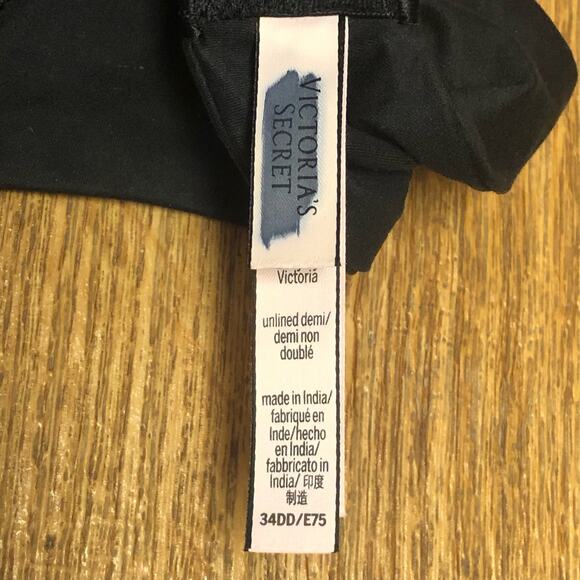 VICTORIA'S
SECRET
Victoria
unlined demi/
demi non
doublé
made in India/
fabriqué en
Inde/hecho
en India/
fabbricato in
India/ 印度
制造
34DD/E75